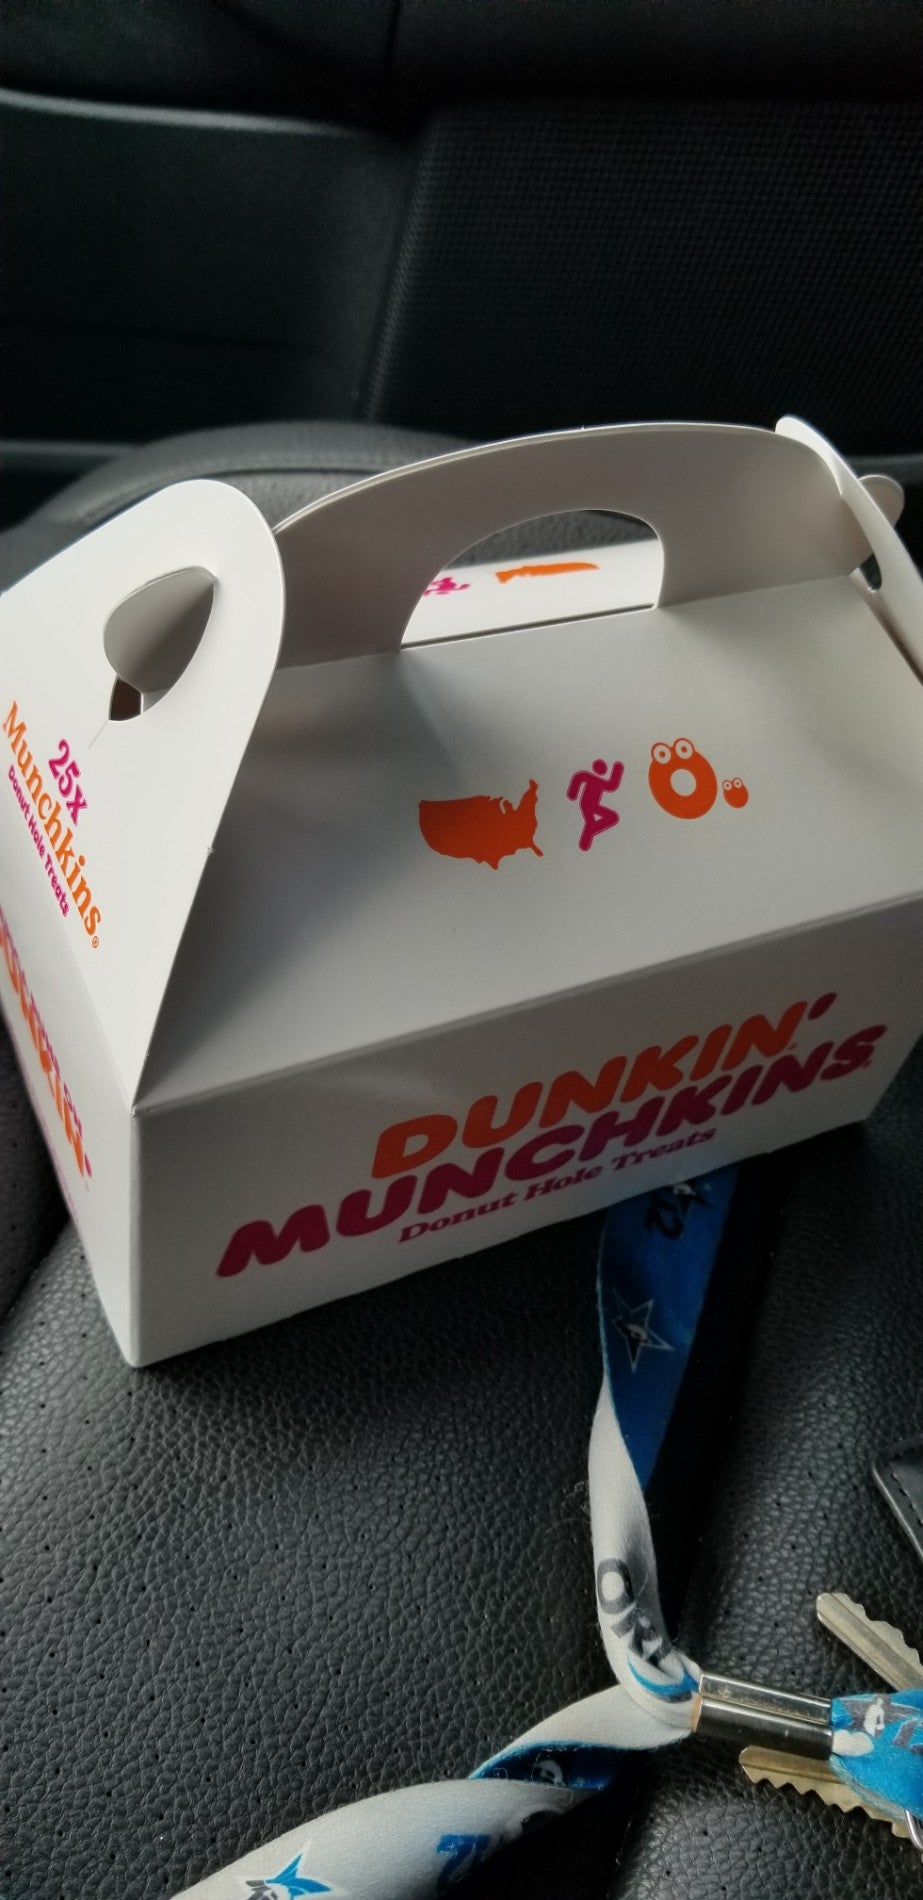 25x
Munchkins®
Donut Hole Treats
DUNKIN'
MUNCHKINS
Donut Hole Treats